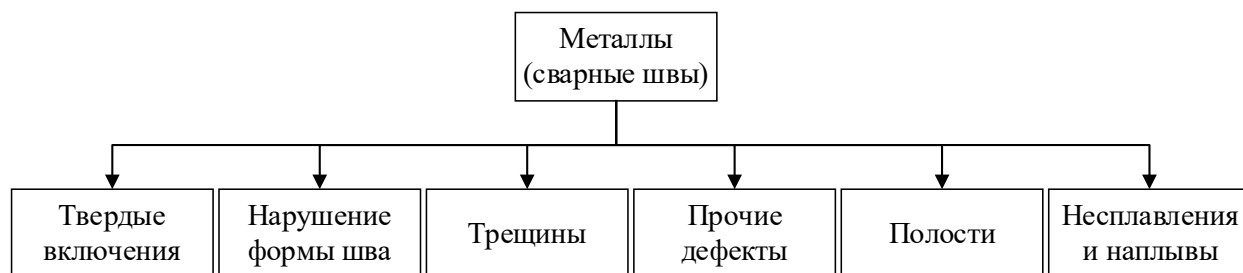 Металлы
(сварные швы)
Твердые
включения
Нарушение
формы шва
Трещины
Прочие
дефекты
Полости
Несплавления
и наплывы